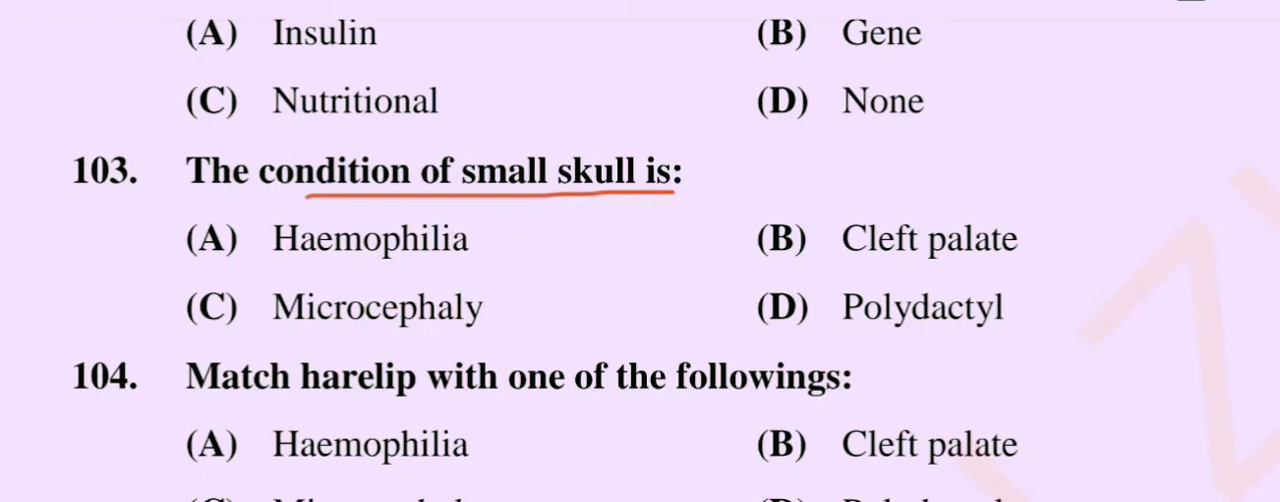 (A) Insulin (B) Gene
(C) Nutritional (D) None
103. The condition of small skull is:
(A) Haemophilia (B) Cleft palate
(C) Microcephaly (D) Polydactyl
104. Match harelip with one of the followings:
(A) Haemophilia (B) Cleft palate